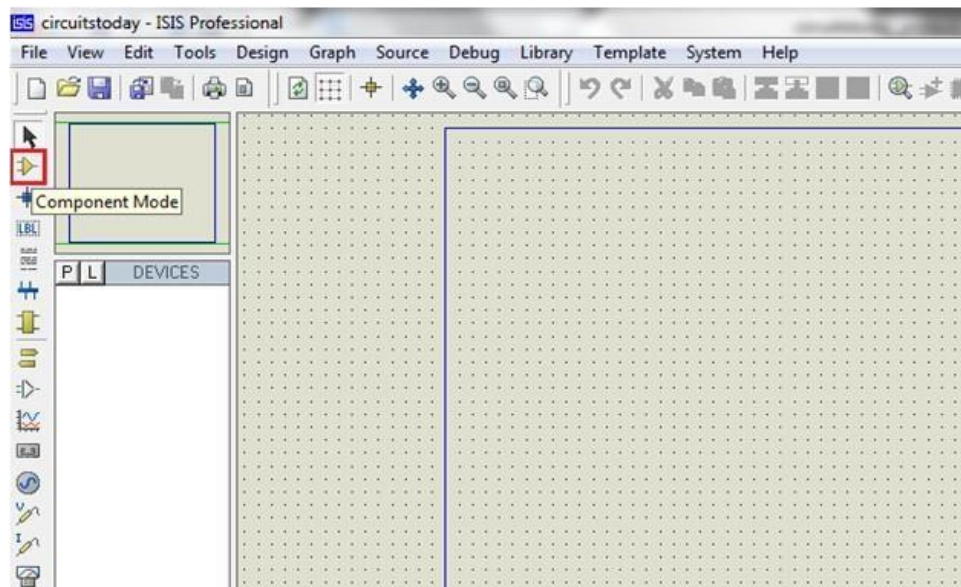 ISIS circuitstoday - ISIS Professional
File View Edit Tools Design Graph Source Debug Library Template System Help
Component Mode
LBL
P L DEVICES
V
I